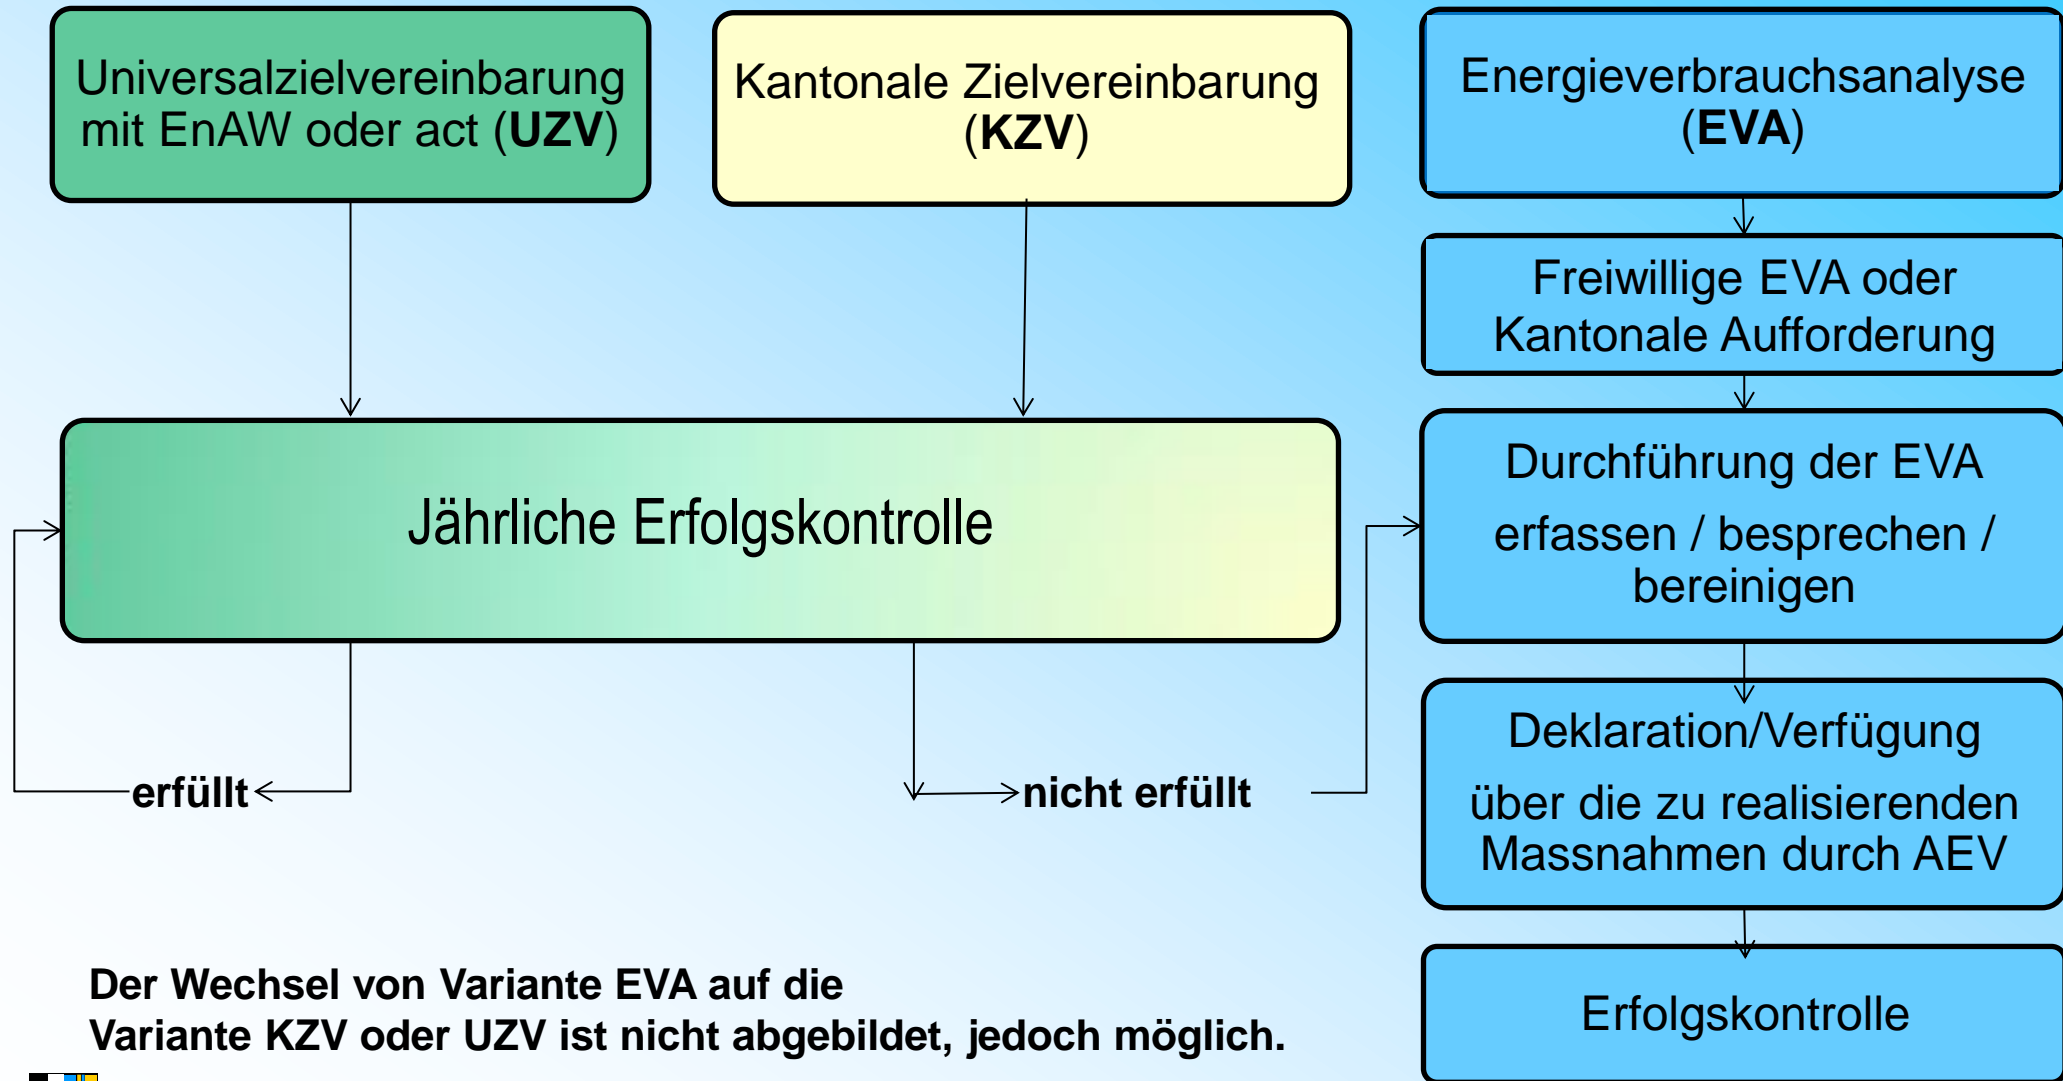 Universalzielvereinbarung
mit EnAW oder act (UZV)
Kantonale Zielvereinbarung
(KZV)
Energieverbrauchsanalyse
(EVA)
Freiwillige EVA oder
Kantonale Aufforderung
Jährliche Erfolgskontrolle
Durchführung der EVA
erfassen / besprechen /
bereinigen
erfüllt
nicht erfüllt
Deklaration/Verfügung
über die zu realisierenden
Massnahmen durch AEV
Erfolgskontrolle
Der Wechsel von Variante EVA auf die
Variante KZV oder UZV ist nicht abgebildet, jedoch möglich.